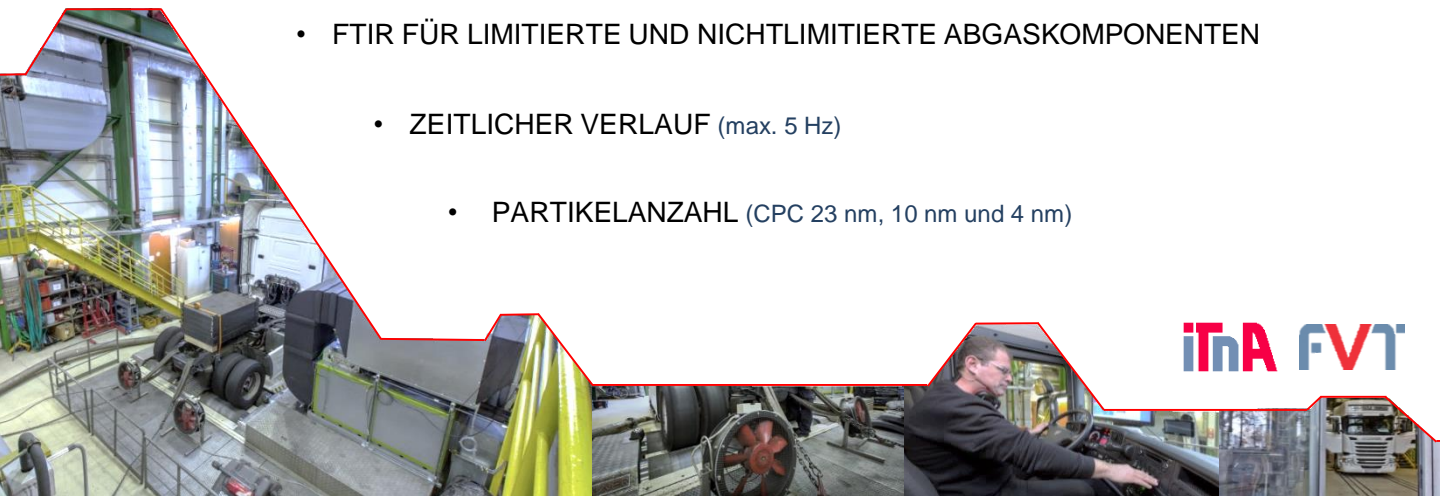 • FTIR FÜR LIMITIERTE UND NICHTLIMITIERTE ABGASKOMPONENTEN
• ZEITLICHER VERLAUF (max. 5 Hz)
• PARTIKELANZAHL (CPC 23 nm, 10 nm und 4 nm)
iTnA FVT